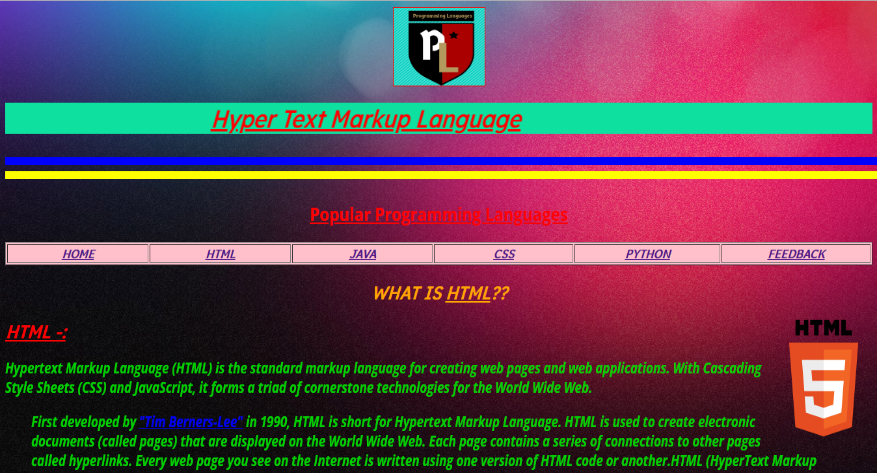 Programming Languages
PL
Hyper Text Markup Language
Popular Programming Languages
HOME HTML JAVA CSS PYTHON FEEDBACK
WHAT IS HTML??
HTML -:
HTML
5
Hypertext Markup Language (HTML) is the standard markup language for creating web pages and web applications. With Cascading
Style Sheets (CSS) and JavaScript, it forms a triad of cornerstone technologies for the World Wide Web.
First developed by "Tim Berners-Lee" in 1990, HTML is short for Hypertext Markup Language. HTML is used to create electronic
documents (called pages) that are displayed on the World Wide Web. Each page contains a series of connections to other pages
called hyperlinks. Every web page you see on the Internet is written using one version of HTML code or another.HTML (HyperText Markup